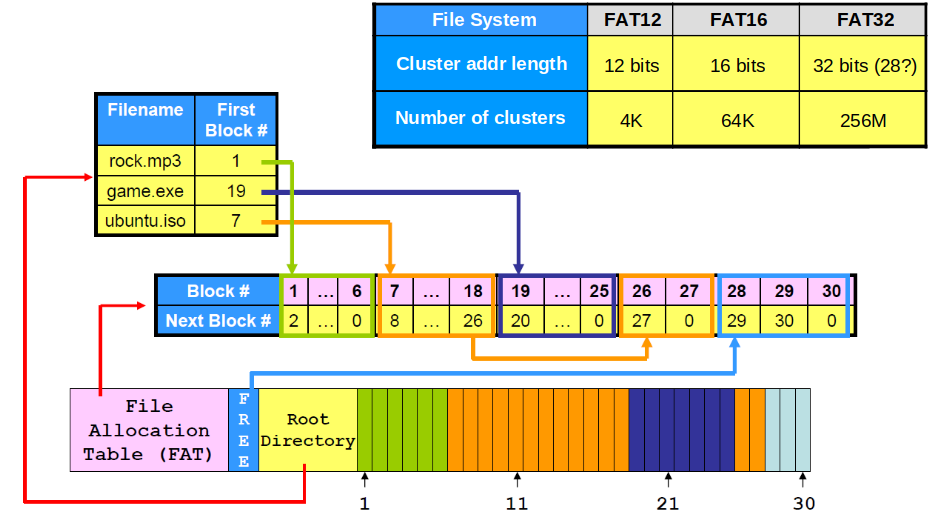 File System FAT12 FAT16 FAT32
Cluster addr length 12 bits 16 bits 32 bits (28?)
Number of clusters 4K 64K 256M
Filename First
Block #
rock.mp3 1
game.exe 19
ubuntu.iso 7
Block # 1 ... 6 7 ... 18 19 ... 25 26 27 28 29 30
Next Block # 2 ... 0 8 ... 26 20 ... 0 27 0 29 30 0
File
Allocation
Table (FAT)
F
R
E
E
Root
Directory
1 11 21 30